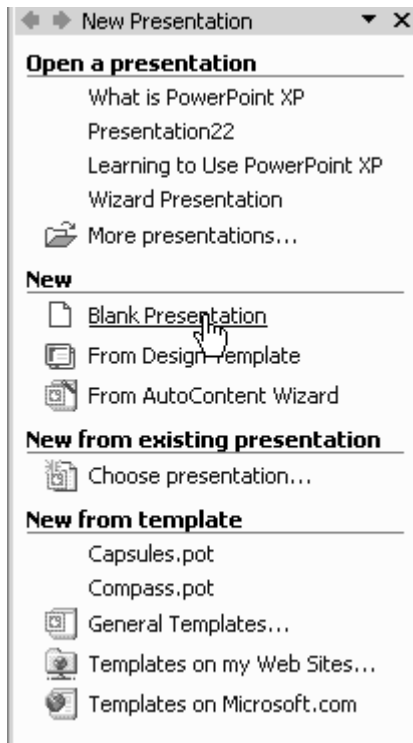 New Presentation
Open a presentation
What is PowerPoint XP
Presentation22
Learning to Use PowerPoint XP
Wizard Presentation
More presentations...
New
Blank Presentation
From Design Template
From AutoContent Wizard
New from existing presentation
Choose presentation...
New from template
Capsules.pot
Compass.pot
General Templates...
Templates on my Web Sites...
Templates on Microsoft.com